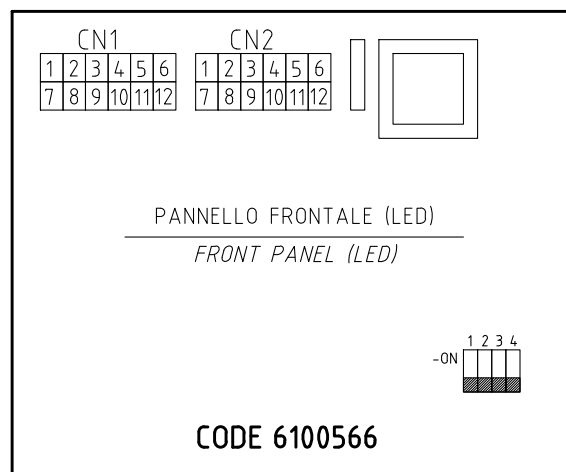 CN1 CN2
1 2 3 4 5 6 1 2 3 4 5 6
7 8 9 10 11 12 7 8 9 10 11 12
PANNELLO FRONTALE (LED)
FRONT PANEL (LED)
1 2 3 4
-ON
CODE 6100566